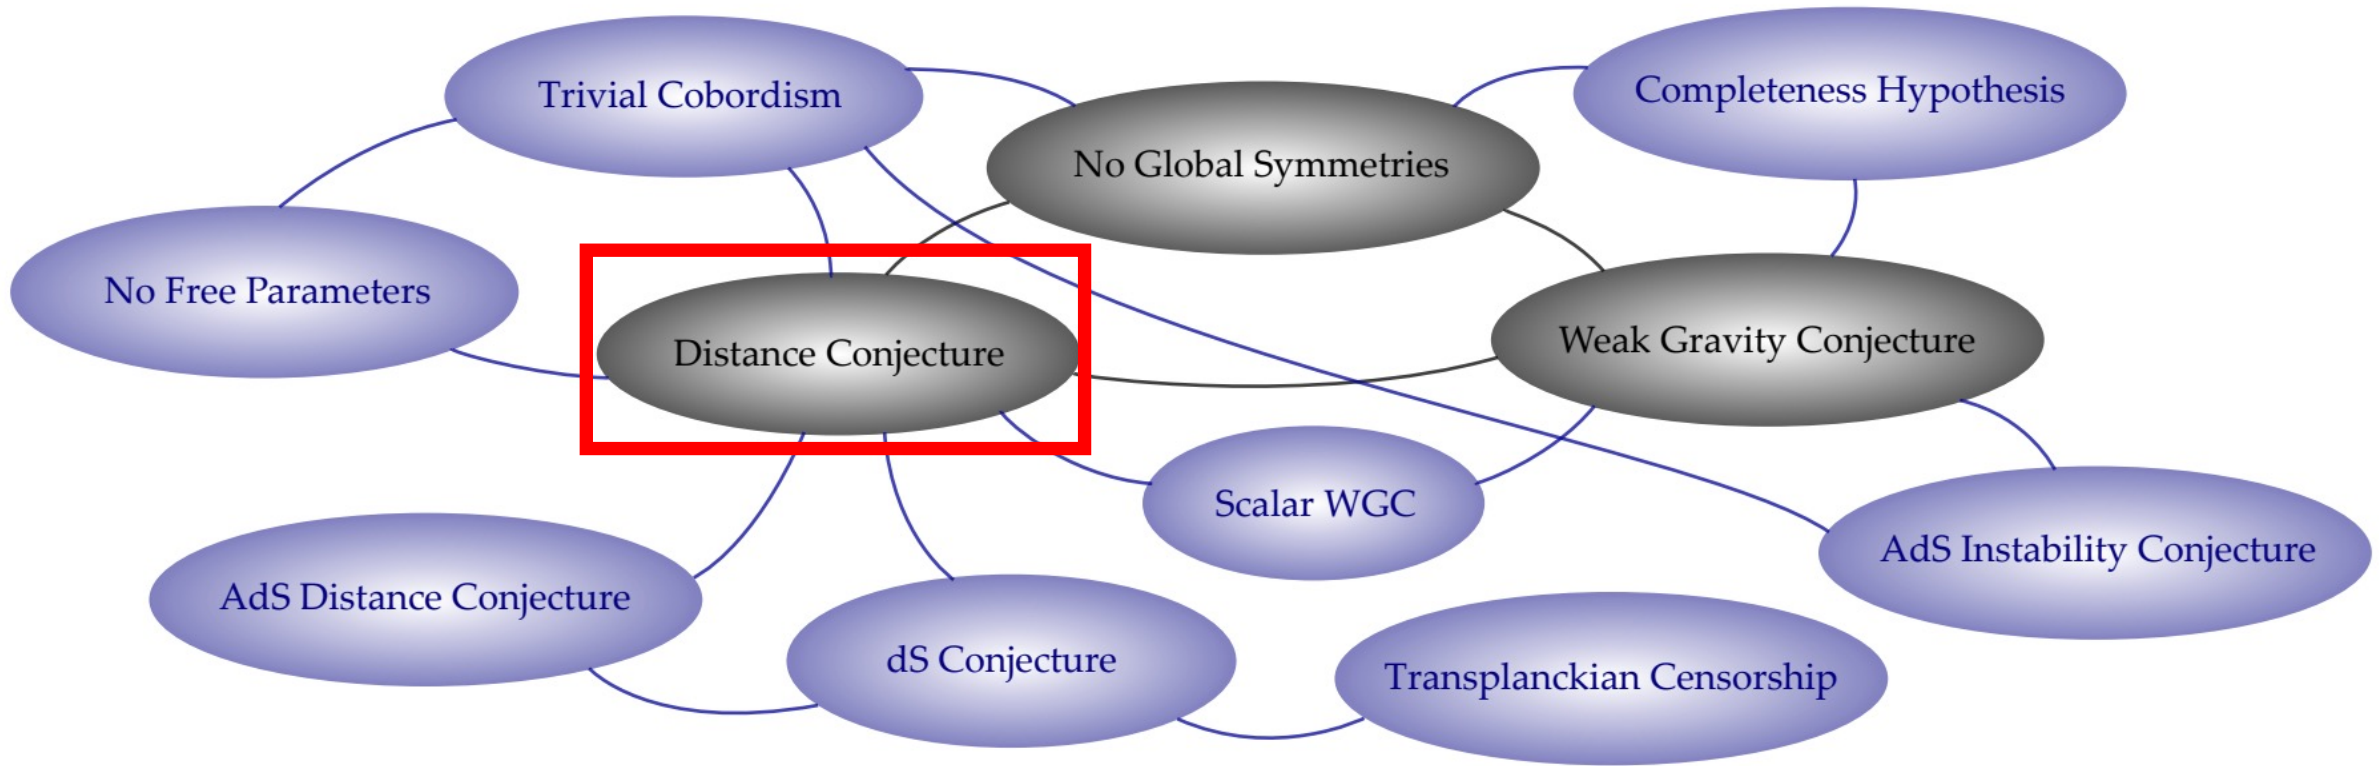 Trivial Cobordism
Completeness Hypothesis
No Global Symmetries
No Free Parameters
Distance Conjecture
Weak Gravity Conjecture
Scalar WGC
AdS Instability Conjecture
AdS Distance Conjecture
dS Conjecture
Transplanckian Censorship